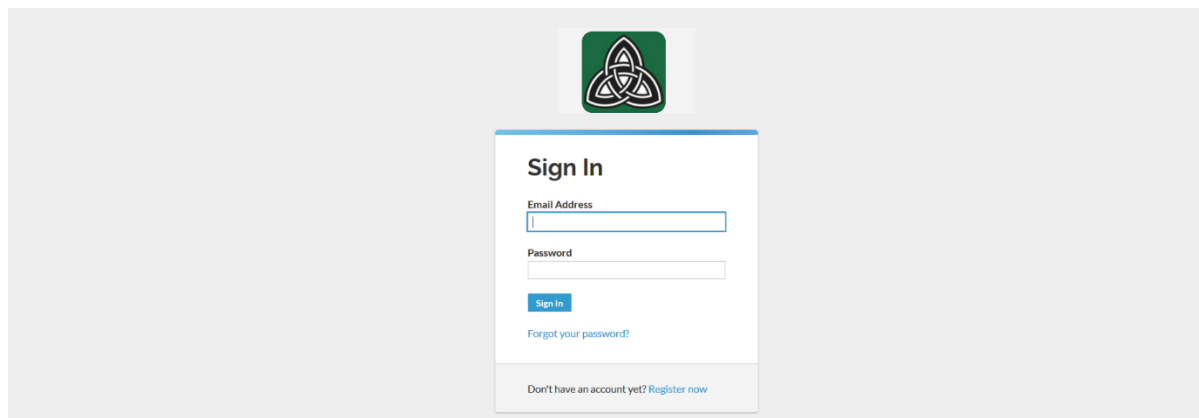 Sign In
Email Address
Password
Sign In
Forgot your password?
Don't have an account yet? Register now